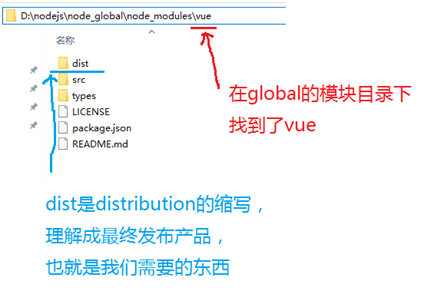 D:\nodejs\node_global\node_modules\vue
名称
dist
src
types
LICENSE
package.json
README.md
在global的模块目录下
找到了vue
dist是distribution的缩写，
理解成最终发布产品，
也就是我们需要的东西